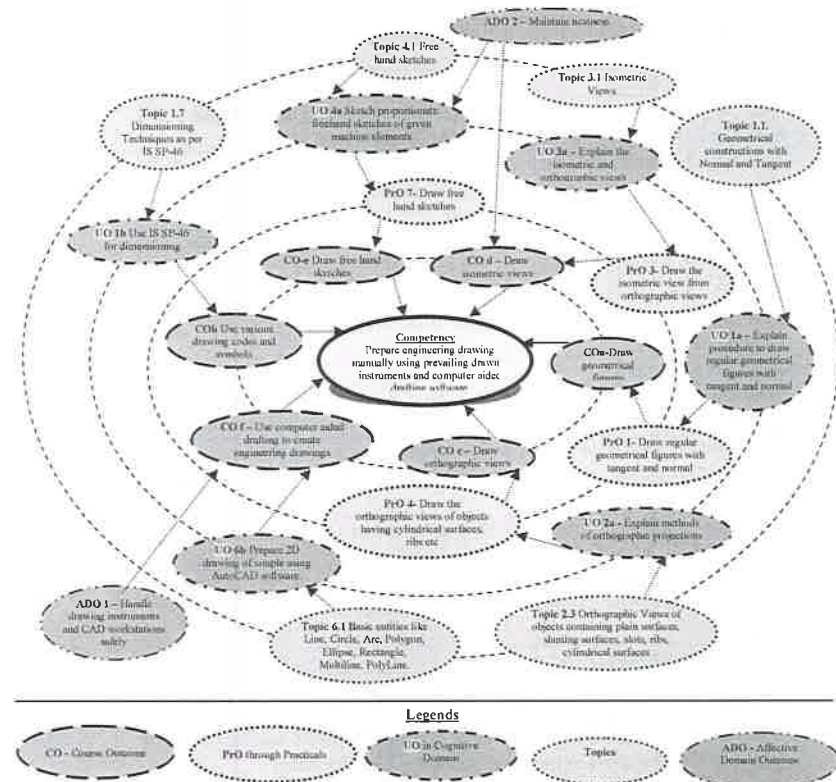 ADO 2 – Maintain neatness
Topic 4.1 Free
hand sketches
Topic 3.1 Isometric
Views
Topic 1.7
Dimensioning
Techniques as per
IS SP-46
UO 4a Sketch proportionate
freehand sketches of given
machine elements
Topic 1.1.
Geometrical
constructions with
Normal and Tangent
UO 3a – Explain the
isometric and
orthographic views
PrO 7- Draw free
hand sketches
UO 1b Use IS SP-46
for dimensioning
CO-e Draw free hand
sketches
CO d – Draw
isometric views
PrO 3- Draw the
isometric view from
orthographic views
COb Use various
drawing codes and
symbols
Competency
Prepare engineering drawing
manually using prevailing drawn
instruments and computer aided
drafting software
COa-Draw
geometrical
figures
UO 1a – Explain
procedure to draw
regular geometrical
figures with
tangent and normal
CO f – Use computer aided
drafting to create
engineering drawings
CO c – Draw
orthographic views
PrO 1- Draw regular
geometrical figures with
tangent and normal
PrO 4- Draw the
orthographic views of objects
having cylindrical surfaces,
ribs etc
UO 2a - Explain methods
of orthographic projections
UO 6b Prepare 2D
drawing of simple using
AutoCAD software.
ADO 1 – Handle
drawing instruments
and CAD workstations
safely
Topic 6.1 Basic entities like
Line, Circle, Arc, Polygon,
Ellipse, Rectangle,
Multiline, PolyLine.
Topic 2.3 Orthographic Views of
objects containing plain surfaces,
slanting surfaces, slots, ribs,
cylindrical surfaces
Legends
CO - Course Outcome
PrO through Practicals
UO in Cognitive
Domain
Topics
ADO - Affective
Domain Outcome